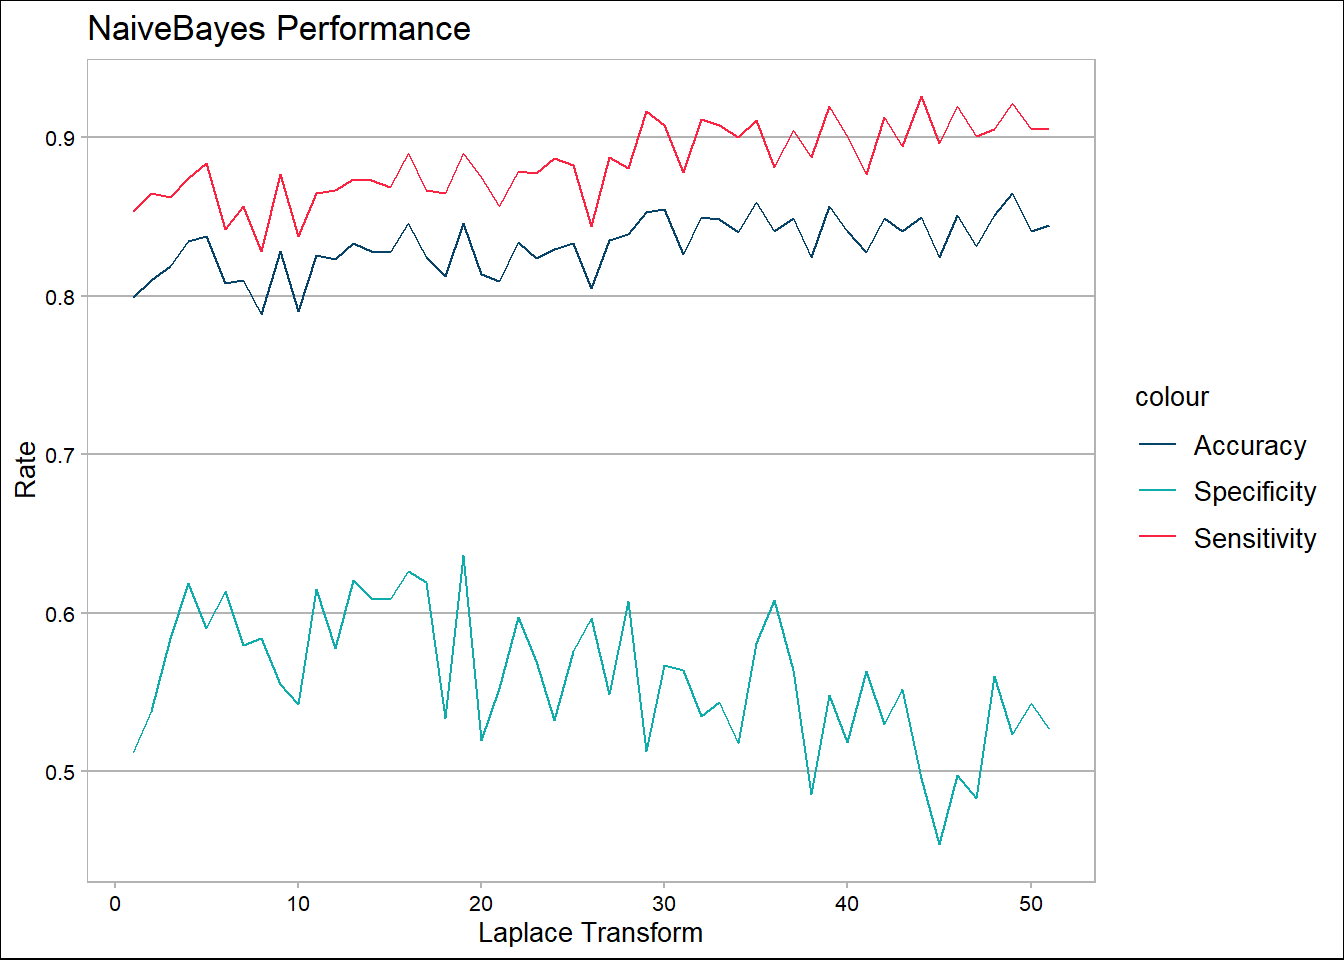 NaiveBayes Performance
0.9
0.8
0.7
0.6
0.5
Rate
0 10 20 30 40 50
Laplace Transform
colour
Accuracy
Specificity
Sensitivity